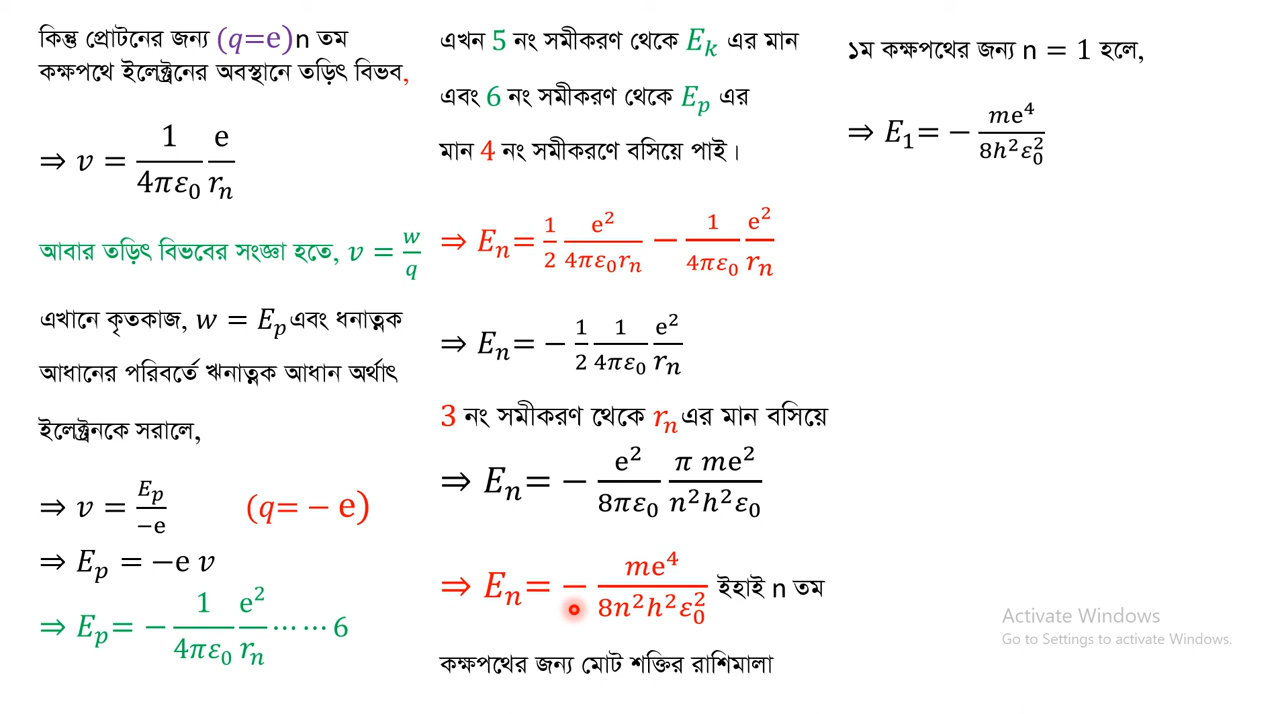 কিন্তু প্রোটনের জন্য (q=e)n তম
কক্ষপথে ইলেক্ট্রনের অবস্থানে তড়িৎ বিভব,
⇒ v = 1/4πε₀ e/rₙ
আবার তড়িৎ বিভবের সংজ্ঞা হতে, v = w/q
এখানে কৃতকাজ, w = Eₚ এবং ধনাত্নক
আধানের পরিবর্তে ঋনাত্নক আধান অর্থাৎ
ইলেক্ট্রনকে সরালে,
⇒ v = Eₚ/−e (q= − e)
⇒ Eₚ = −e v
⇒ Eₚ= − 1/4πε₀ e²/rₙ ⋯⋯ 6
এখন 5 নং সমীকরণ থেকে Eₖ এর মান
এবং 6 নং সমীকরণ থেকে Eₚ এর
মান 4 নং সমীকরণে বসিয়ে পাই।
⇒ Eₙ= 1/2 e²/4πε₀rₙ − 1/4πε₀ e²/rₙ
⇒ Eₙ= − 1/2 1/4πε₀ e²/rₙ
3 নং সমীকরণ থেকে rₙ এর মান বসিয়ে
⇒ Eₙ= − e²/8πε₀ π me²/n²h²ε₀
⇒ Eₙ= − me⁴/8n²h²ε₀² ইহাই n তম
কক্ষপথের জন্য মোট শক্তির রাশিমালা
১ম কক্ষপথের জন্য n = 1 হলে,
⇒ E₁= − me⁴/8h²ε₀²
Activate Windows
Go to Settings to activate Windows.